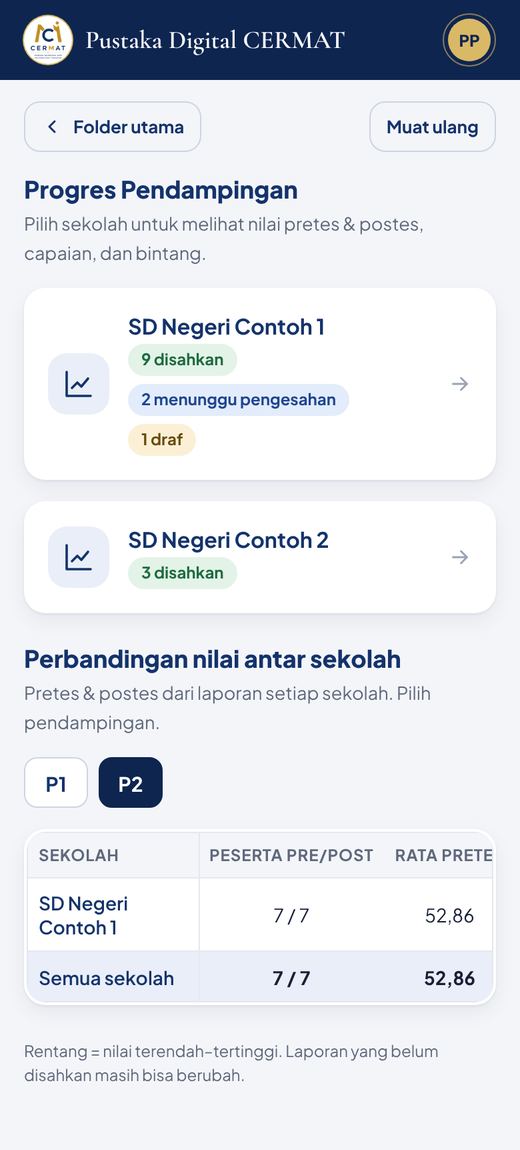 CERMAT
Pustaka Digital CERMAT
PP
Folder utama
Muat ulang
Progres Pendampingan
Pilih sekolah untuk melihat nilai pretes & postes,
capaian, dan bintang.
SD Negeri Contoh 1
9 disahkan
2 menunggu pengesahan
1 draf
SD Negeri Contoh 2
3 disahkan
Perbandingan nilai antar sekolah
Pretes & postes dari laporan setiap sekolah. Pilih
pendampingan.
P1 P2
SEKOLAH PESERTA PRE/POST RATA PRETE
SD Negeri
Contoh 1
7 / 7 52,86
Semua sekolah 7 / 7 52,86
Rentang = nilai terendah–tertinggi. Laporan yang belum
disahkan masih bisa berubah.